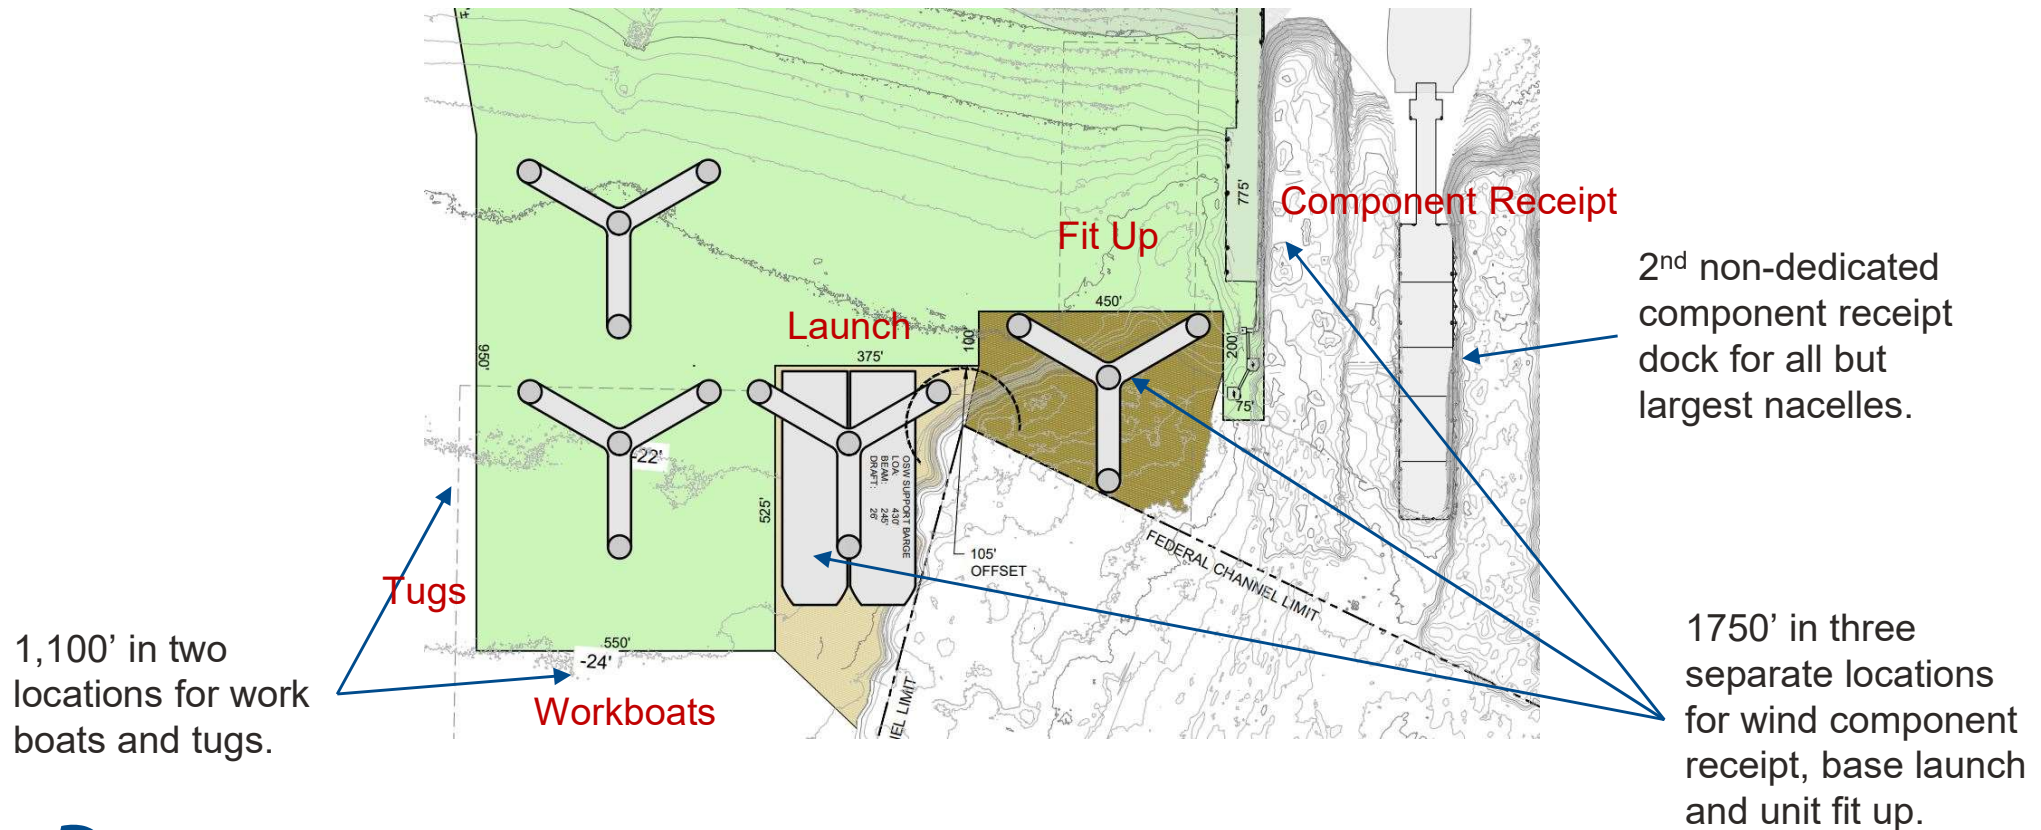 775'
Component Receipt
Fit Up
2nd non-dedicated
component receipt
dock for all but
largest nacelles.
450'
Launch
100'
375'
200'
950'
75'
-22'
OSW SUPPORT BARGE
LOA: 430'
BEAM: 245'
DRAFT: 26'
525'
105'
OFFSET
FEDERAL CHANNEL LIMIT
Tugs
1,100’ in two
locations for work
boats and tugs.
550'
-24'
Workboats
NEL LIMIT
1750’ in three
separate locations
for wind component
receipt, base launch
and unit fit up.